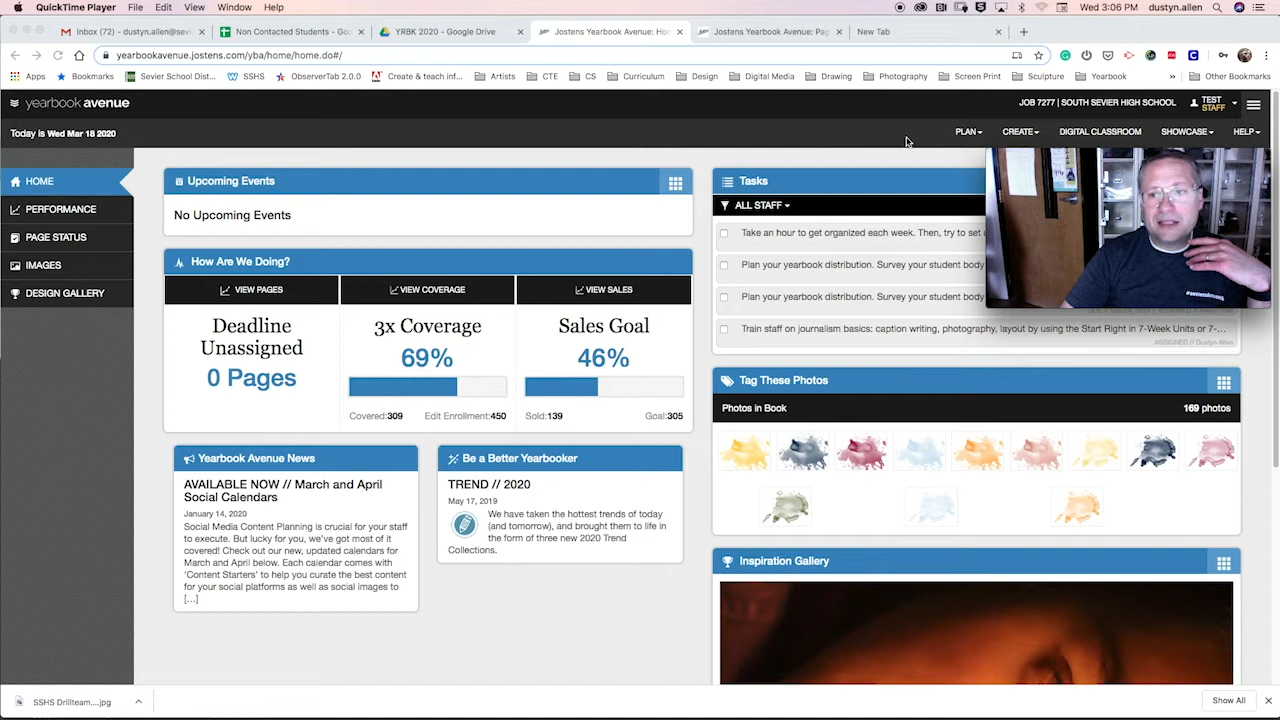 QuickTime Player File Edit View Window Help
Wed 3:06 PM dustyn.allen
Inbox (72) - dustyn.allen@sevi
Non Contacted Students - Goo
YRBK 2020 - Google Drive
Jostens Yearbook Avenue: Hom
Jostens Yearbook Avenue: Pag
New Tab
yearbookavenue.jostens.com/yba/home/home.do#/
Apps Bookmarks Sevier School Dist... SSHS ObserverTab 2.0.0 Create & teach inf... Artists CTE CS Curriculum Design Digital Media Drawing Photography Screen Print Sculpture Yearbook » Other Bookmarks
yearbook avenue
JOB 7277 | SOUTH SEVIER HIGH SCHOOL
TEST
STAFF
Today is Wed Mar 18 2020
PLAN CREATE DIGITAL CLASSROOM SHOWCASE HELP
HOME
PERFORMANCE
PAGE STATUS
IMAGES
DESIGN GALLERY
Upcoming Events
No Upcoming Events
How Are We Doing?
VIEW PAGES VIEW COVERAGE VIEW SALES
Deadline
Unassigned
0 Pages
3x Coverage
69%
Covered:309 Edit Enrollment:450
Sales Goal
46%
Sold:139 Goal:305
Yearbook Avenue News
AVAILABLE NOW // March and April
Social Calendars
January 14, 2020
Social Media Content Planning is crucial for your staff
to execute. But lucky for you, we've got most of it
covered! Check out our new, updated calendars for
March and April below. Each calendar comes with
'Content Starters' to help you curate the best content
for your social platforms as well as social images to
[...]
Be a Better Yearbooker
TREND // 2020
May 17, 2019
We have taken the hottest trends of today
(and tomorrow), and brought them to life in
the form of three new 2020 Trend
Collections.
Tasks
ALL STAFF
Take an hour to get organized each week. Then, try to set
Plan your yearbook distribution. Survey your student body
Plan your yearbook distribution. Survey your student body
Train staff on journalism basics: caption writing, photography, layout by using the Start Right in 7-Week Units or 7-...
ASSIGNED // Dustyn Allen
Tag These Photos
Photos in Book 169 photos
Inspiration Gallery
SSHS Drillteam....jpg
Show All